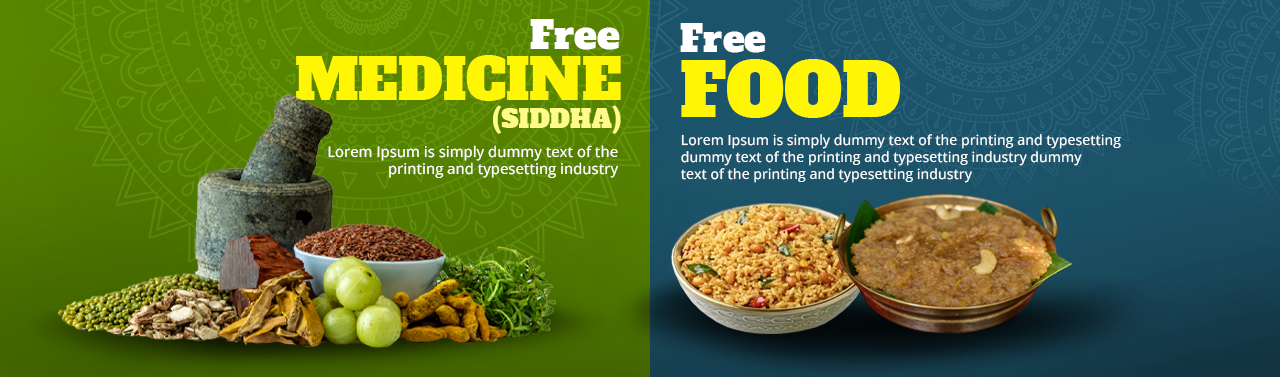 Free
MEDICINE
(SIDDHA)
Lorem Ipsum is simply dummy text of the
printing and typesetting industry
Free
FOOD
Lorem Ipsum is simply dummy text of the printing and typesetting
dummy text of the printing and typesetting industry dummy
text of the printing and typesetting industry